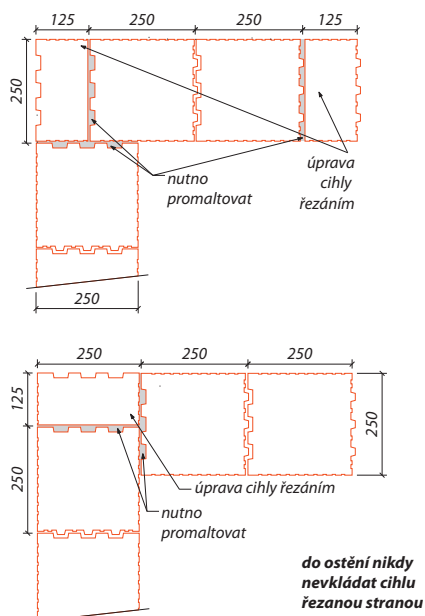 125 250 250 125
250
úprava
cihly
řezáním
nutno
promaltovat
250
250 250 250
125
250
250
úprava cihly řezáním
nutno
promaltovat
do ostění nikdy
nevkládat cihlu
řezanou stranou